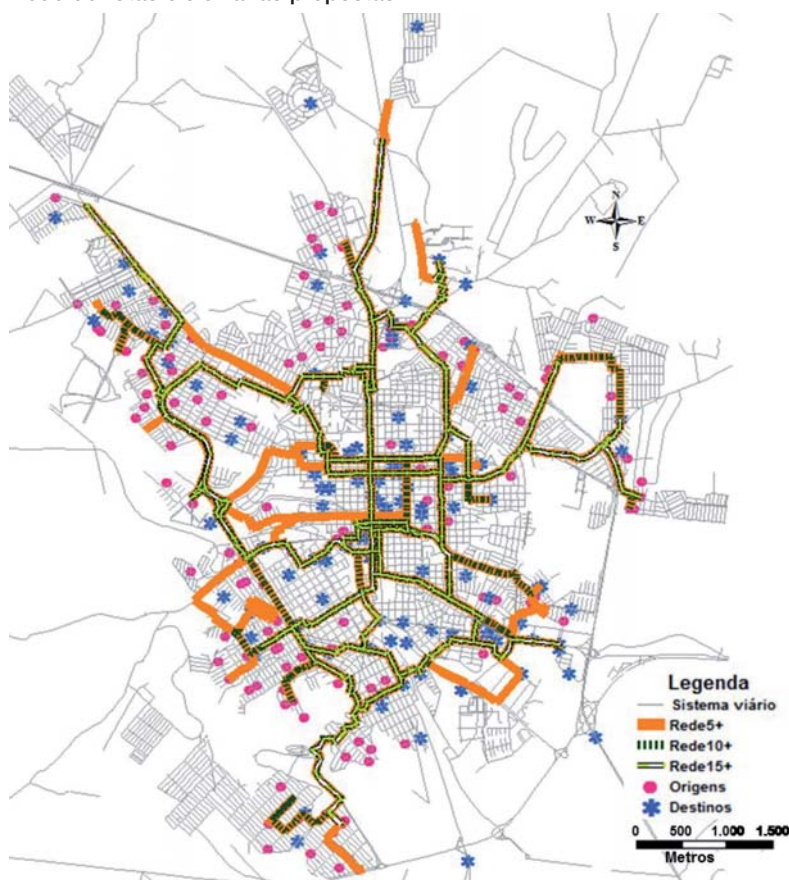 N
W E
S
Legenda
Sistema viário
Rede5+
Rede10+
Rede15+
Origens
Destinos
0 500 1.000 1.500
Metros